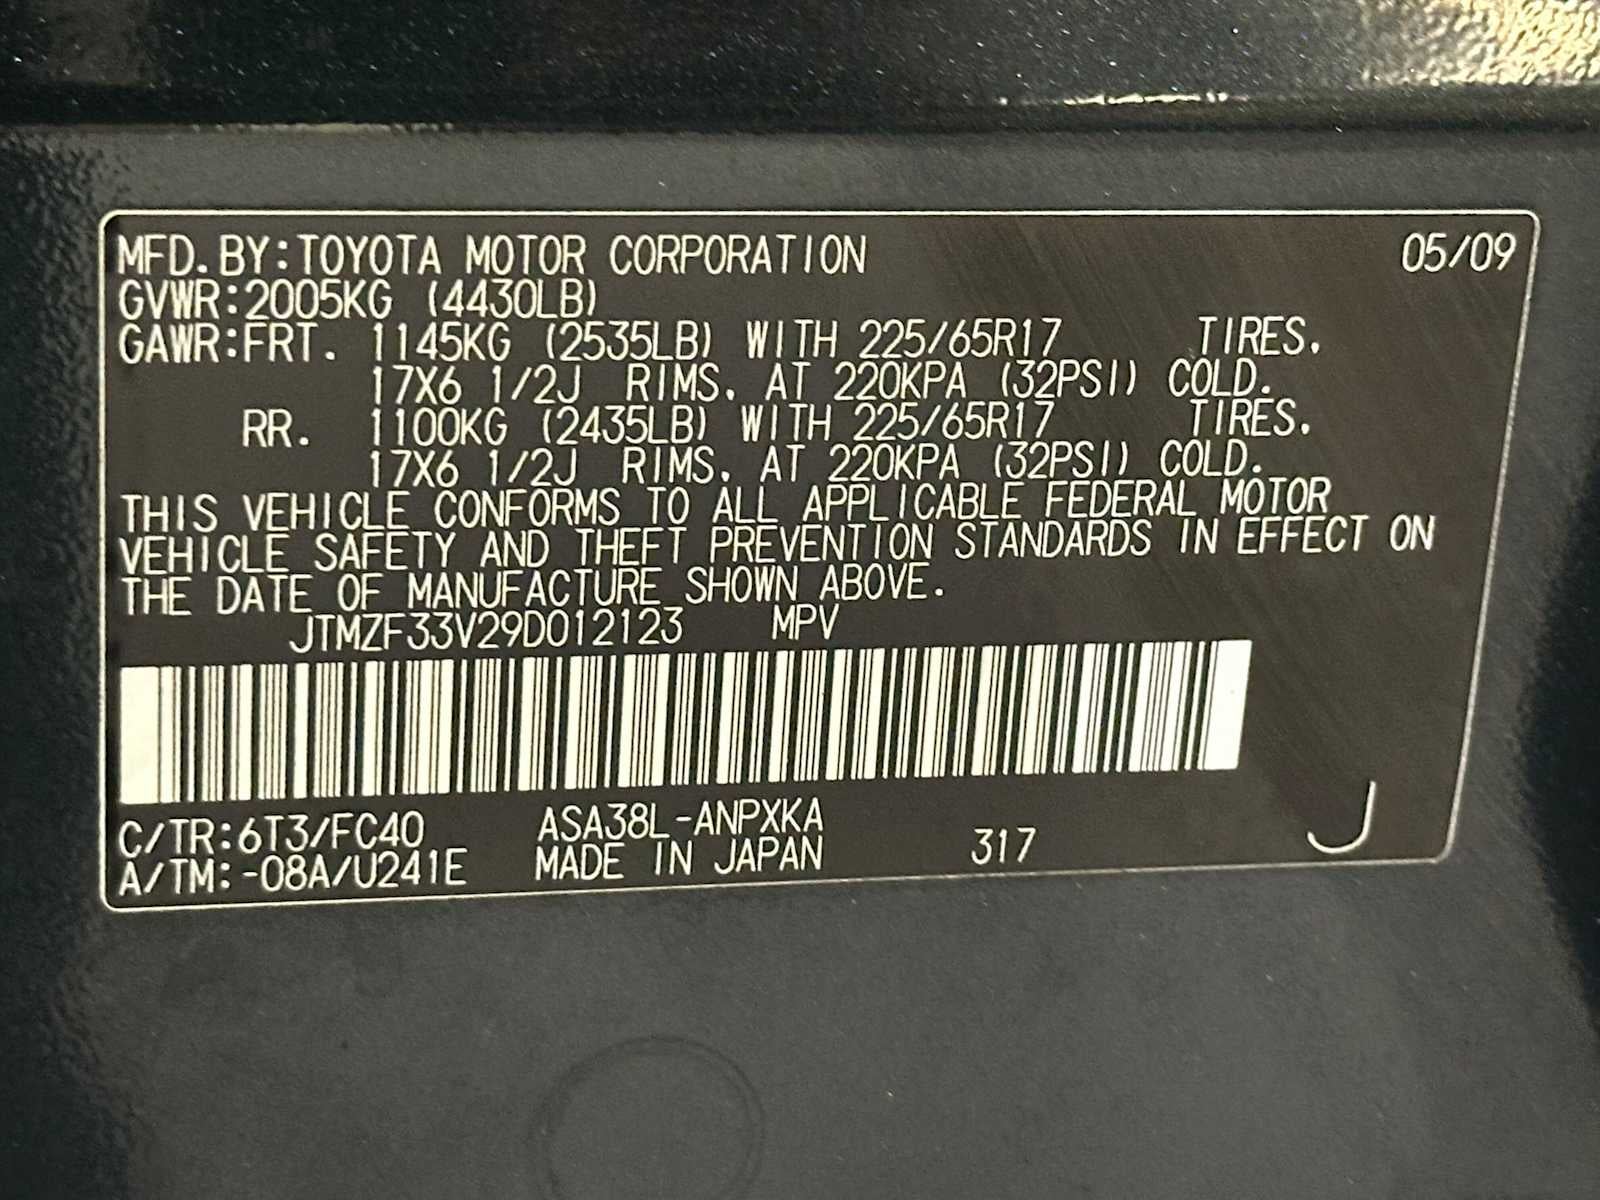 MFD.BY:TOYOTA MOTOR CORPORATION 05/09
GVWR:2005KG (4430LB)
GAWR:FRT. 1145KG (2535LB) WITH 225/65R17 TIRES.
17X6 1/2J RIMS. AT 220KPA (32PSI) COLD.
RR. 1100KG (2435LB) WITH 225/65R17 TIRES.
17X6 1/2J RIMS. AT 220KPA (32PSI) COLD.
THIS VEHICLE CONFORMS TO ALL APPLICABLE FEDERAL MOTOR
VEHICLE SAFETY AND THEFT PREVENTION STANDARDS IN EFFECT ON
THE DATE OF MANUFACTURE SHOWN ABOVE.
JTMZF33V29D012123 MPV
C/TR:6T3/FC40 ASA38L-ANPXKA
A/TM:-08A/U241E MADE IN JAPAN 317 J